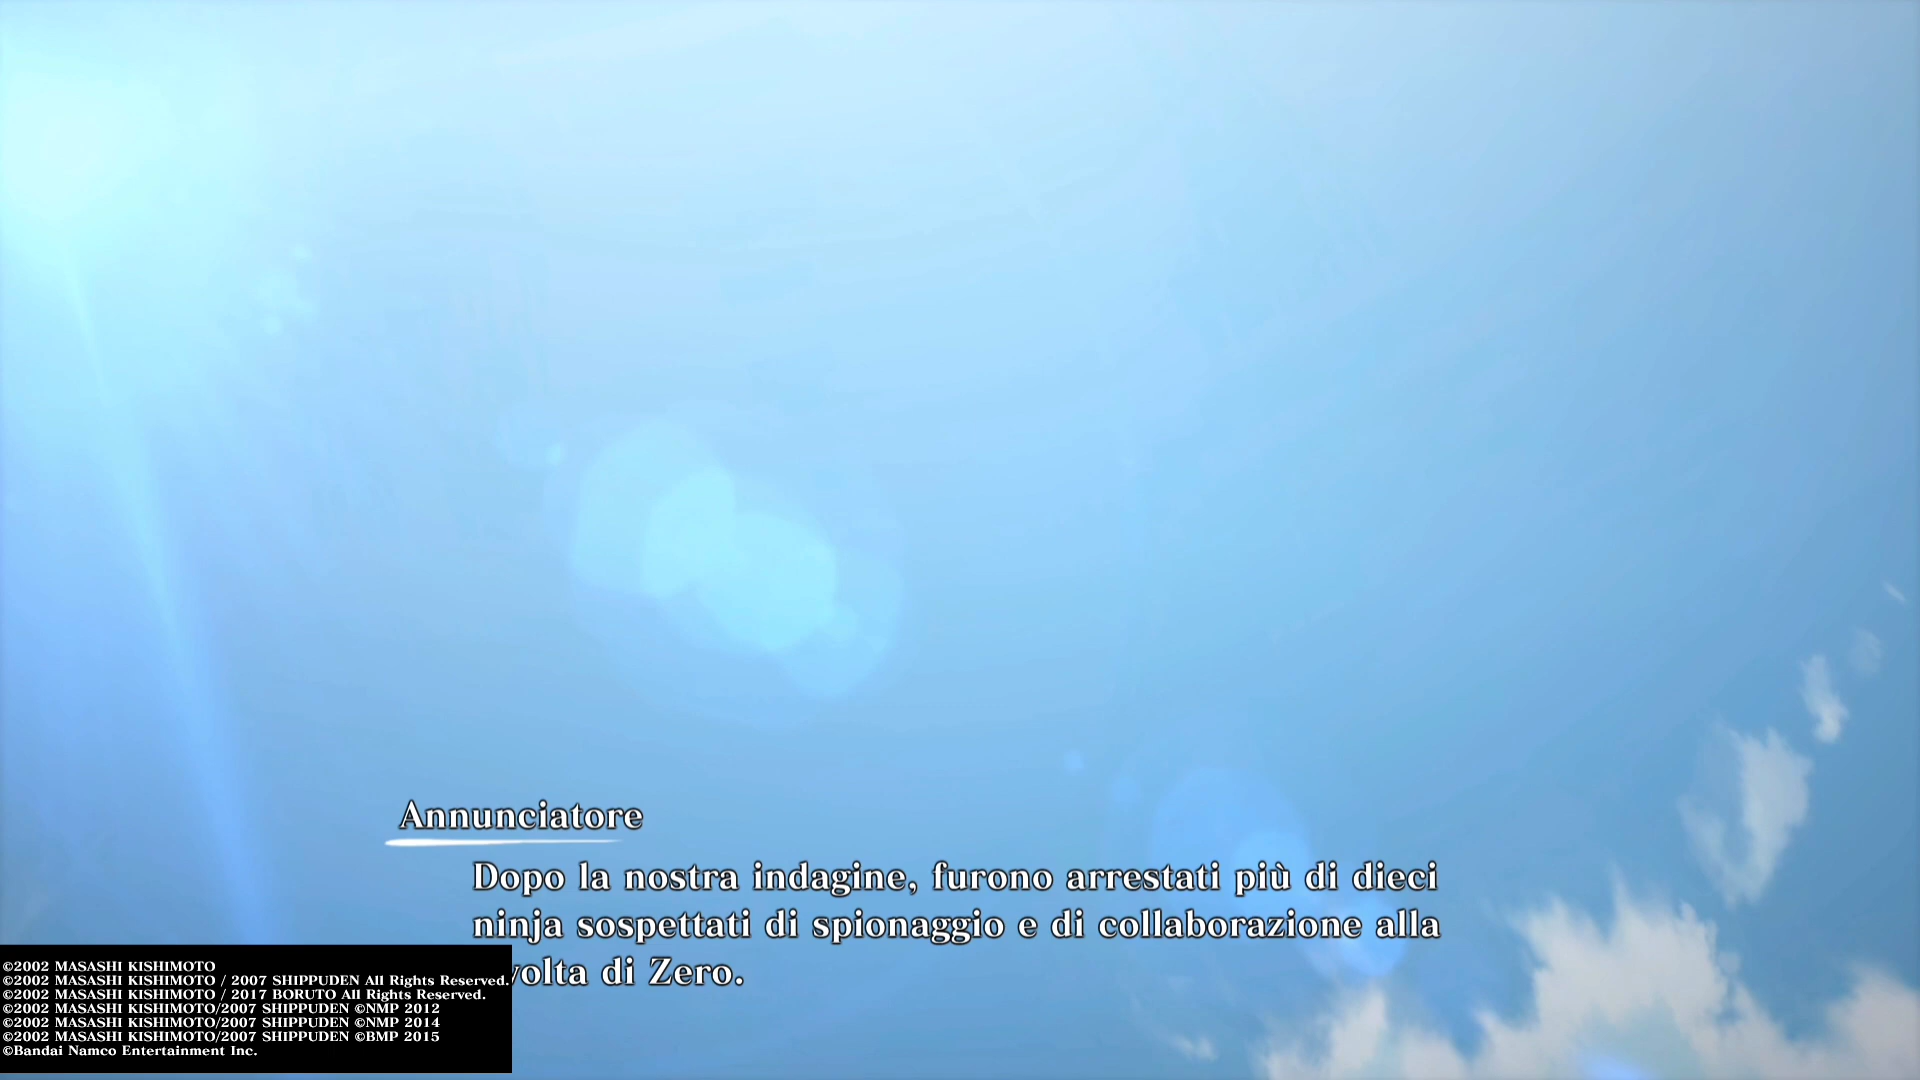 Annunciatore
Dopo la nostra indagine, furono arrestati più di dieci
ninja sospettati di spionaggio e di collaborazione alla
volta di Zero.
©2002 MASASHI KISHIMOTO
©2002 MASASHI KISHIMOTO / 2007 SHIPPUDEN All Rights Reserved.
©2002 MASASHI KISHIMOTO / 2017 BORUTO All Rights Reserved.
©2002 MASASHI KISHIMOTO/2007 SHIPPUDEN ©NMP 2012
©2002 MASASHI KISHIMOTO/2007 SHIPPUDEN ©NMP 2014
©2002 MASASHI KISHIMOTO/2007 SHIPPUDEN ©BMP 2015
©Bandai Namco Entertainment Inc.